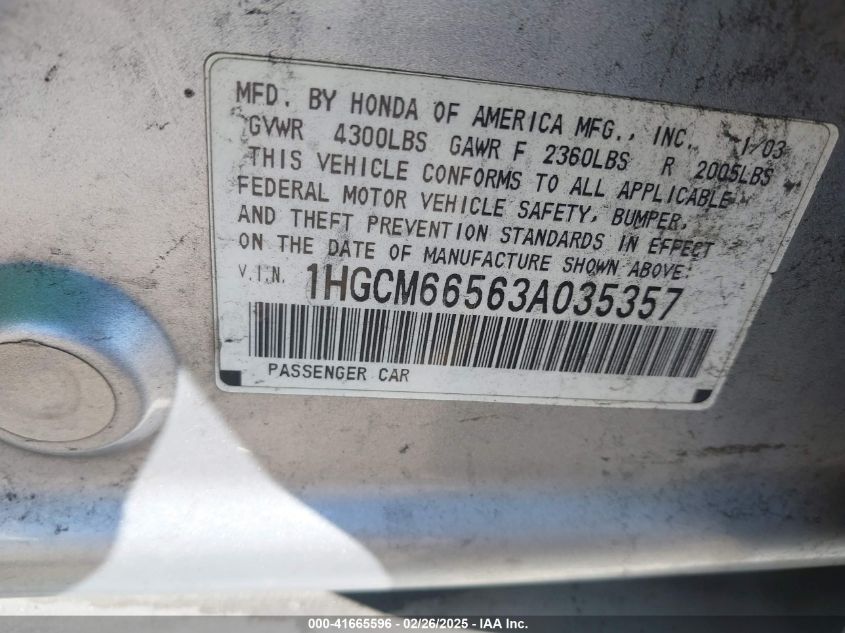 MFD. BY HONDA OF AMERICA MFG., INC. 1/03
GVWR 4300LBS GAWR F 2360LBS R 2005LBS
THIS VEHICLE CONFORMS TO ALL APPLICABLE
FEDERAL MOTOR VEHICLE SAFETY, BUMPER,
AND THEFT PREVENTION STANDARDS IN EFFECT
ON THE DATE OF MANUFACTURE SHOWN ABOVE:
V.I.N. 1HGCM66563A035357
PASSENGER CAR
000-41665596 - 02/26/2025 - IAA Inc.